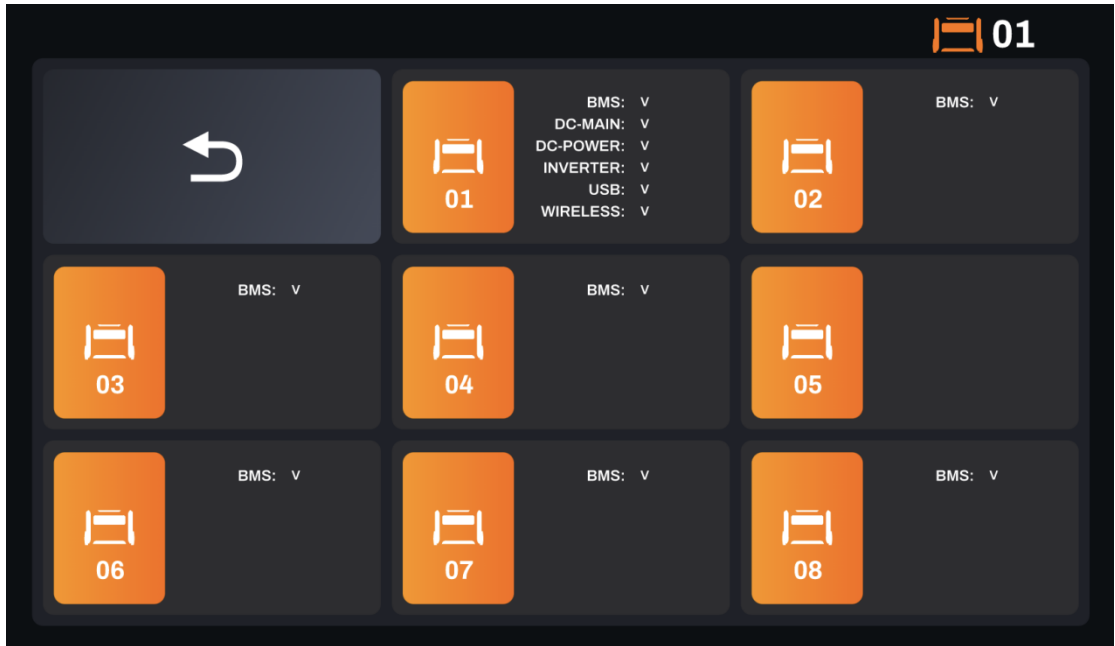 01
BMS: V
DC-MAIN: V
DC-POWER: V
INVERTER: V
USB: V
WIRELESS: V
01
BMS: V
02
BMS: V
03
BMS: V
04
05
BMS: V
06
BMS: V
07
BMS: V
08